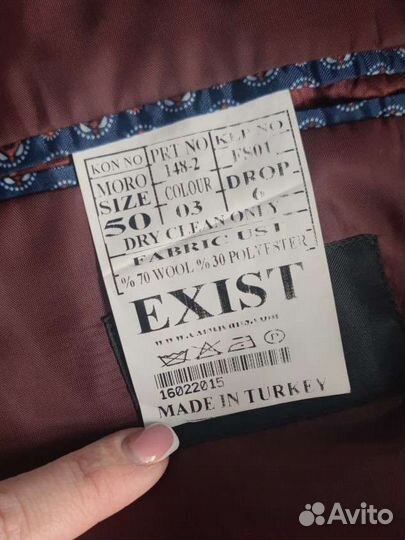 KON NO PRT NO KLP NO
MORO 148-2 ES01
SIZE COLOUR DROP
50 03 6
DRY CLEAN ONLY
FABRIC UST
% 70 WOOL % 30 POLYESTER
EXIST
16022015
MADE IN TURKEY
Avito